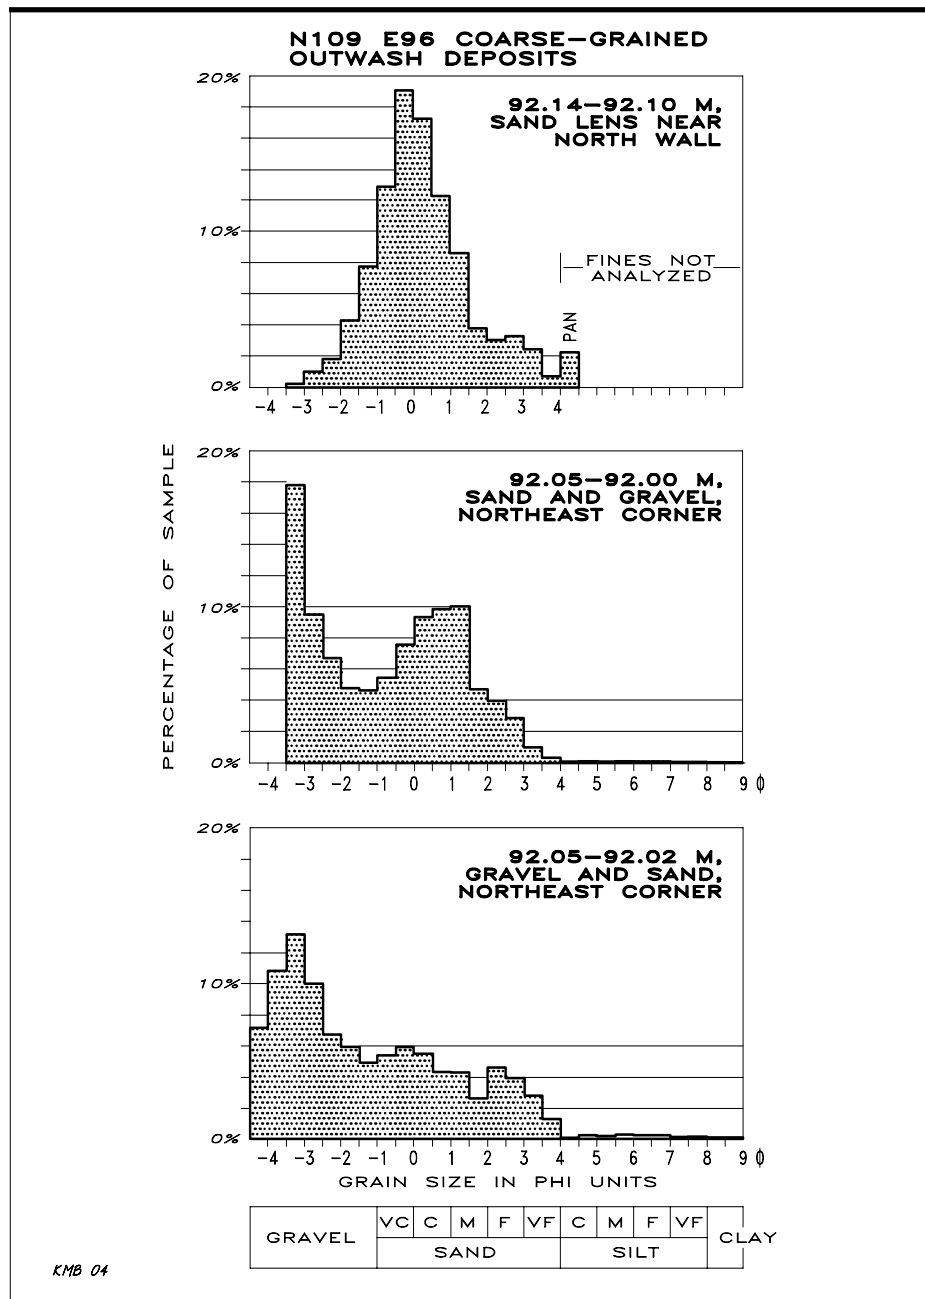 N109 E96 COARSE-GRAINED
OUTWASH DEPOSITS
20%
92.14-92.10 M,
SAND LENS NEAR
NORTH WALL
10%
FINES NOT
ANALYZED
PAN
0%
-4 -3 -2 -1 0 1 2 3 4
PERCENTAGE OF SAMPLE
20%
92.05-92.00 M,
SAND AND GRAVEL,
NORTHEAST CORNER
10%
0%
-4 -3 -2 -1 0 1 2 3 4 5 6 7 8 9 ϕ
20%
92.05-92.02 M,
GRAVEL AND SAND,
NORTHEAST CORNER
10%
0%
-4 -3 -2 -1 0 1 2 3 4 5 6 7 8 9 ϕ
GRAIN SIZE IN PHI UNITS
GRAVEL VC C M F VF C M F VF CLAY
SAND SILT
KMB 04